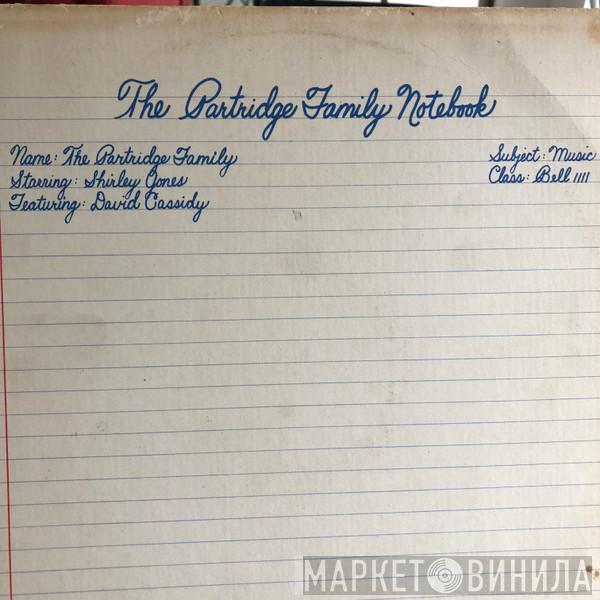 The Partridge Family Notebook
Name: The Partridge Family
Starring: Shirley Jones
Featuring: David Cassidy
Subject: Music
Class: Bell 1111
МАРКЕТ ВИНИЛА